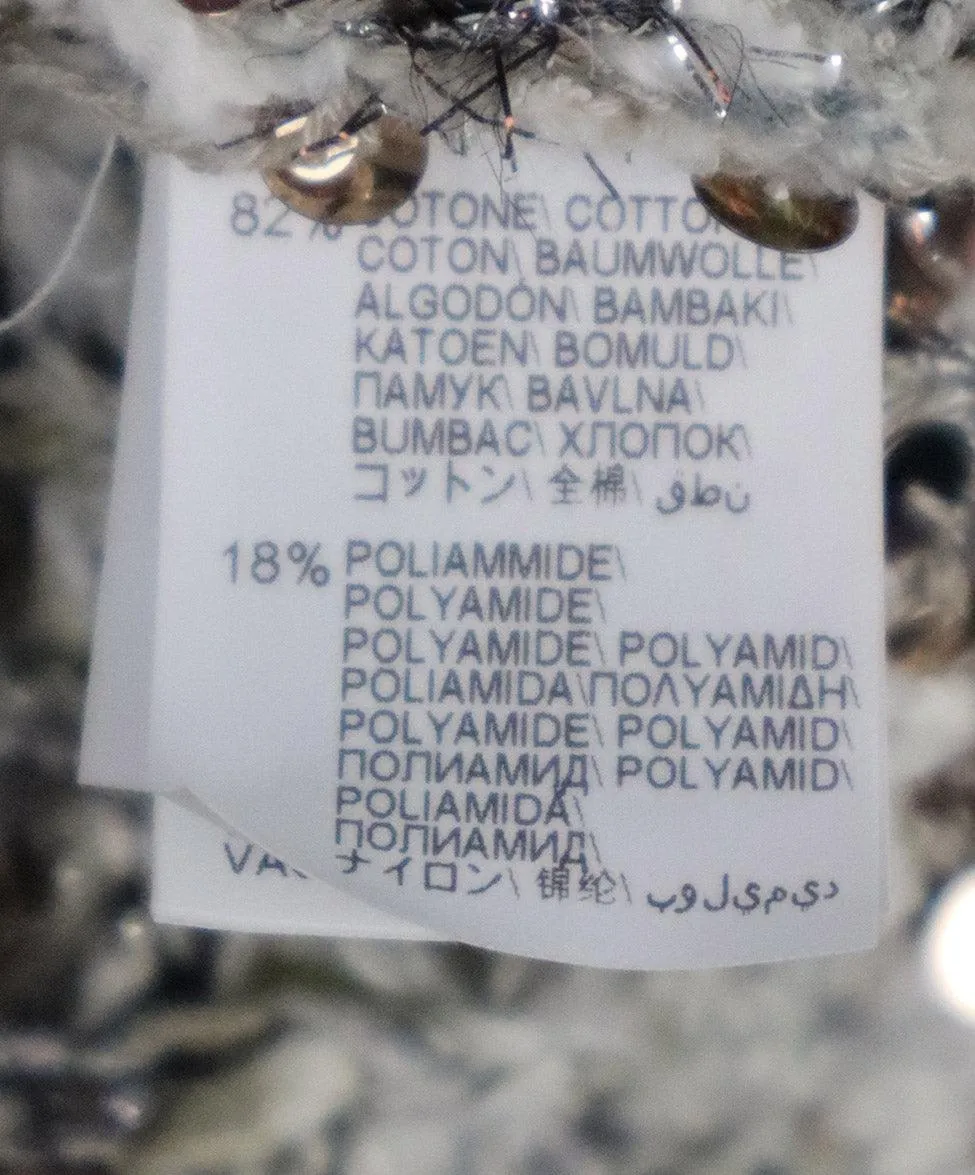 82% COTONE\ COTTON\
COTON\ BAUMWOLLE\
ALGODÓN\ BAMBAKI\
KATOEN\ BOMULD\
ПАМУК\ BAVLNA\
BUMBAC\ ХЛОПОК\
コットン\ 全棉\ قطن
18% POLIAMMIDE\
POLYAMIDE\
POLYAMIDE\ POLYAMID\
POLIAMIDA\ΠΟΛΥΑΜΙΔΗ\
POLYAMIDE\ POLYAMID\
ПОЛИАМИД\ POLYAMID\
POLIAMIDĂ\
ПОЛИАМИД\
ナイロン\ 锦纶\ بوليميد